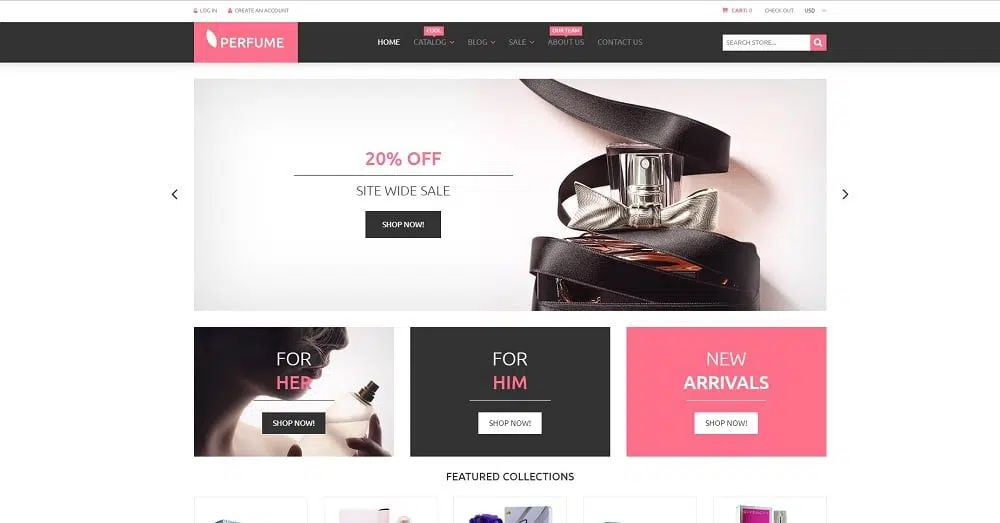 LOG IN
CREATE AN ACCOUNT
CART: 0
CHECK OUT
USD
PERFUME
HOME
COOL
CATALOG
BLOG
SALE
OUR TEAM
ABOUT US
CONTACT US
SEARCH STORE...
20% OFF
SITE WIDE SALE
SHOP NOW!
FOR
HER
SHOP NOW!
FOR
HIM
SHOP NOW!
NEW
ARRIVALS
SHOP NOW!
FEATURED COLLECTIONS
GIVENCHY